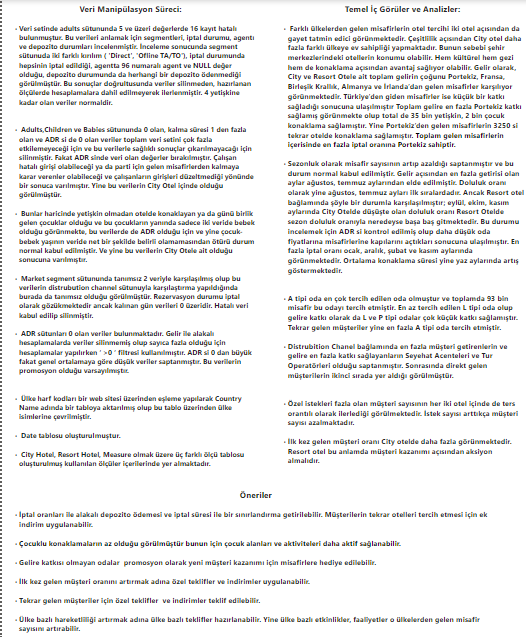 Veri Manipülasyon Süreci:
· Veri setinde adults sütununda 5 ve üzeri değerlerde 16 kayıt hatalı
bulunmuştur. Bu verileri anlamak için segmentleri, iptal durumu, agentı
ve depozito durumları incelenmiştir. İnceleme sonucunda segment
sütunuda iki farklı kırılım ( 'Direct', 'Offline TA/TO'), iptal durumundan
hepsinin iptal edildiği, agentta 96 numaralı agent ve NULL değer
olduğu, depozito durumunda da herhangi bir depozito ödenmediği
görülmüştür. Bu sonuçlar doğrultusunda veriler silinmeden, hazırlanan
ölçülerde hesaplamalara dahil edilmeyerek ilerlenmiştir. 4 yetişkine
kadar olan veriler normaldir.
· Adults,Children ve Babies sütununda 0 olan, kalma süresi 1 den fazla
olan ve ADR si de 0 olan veriler toplam veri setini çok fazla
etkilemeyeceği için ve bu verilerle sağlıklı sonuçlar çıkarılmayacağı için
silinmiştir. Fakat ADR sinde veri olan değerler bırakılmıştır. Çalışan
hatalı girişi olabileceği ya da parti için gelen misafirlerden kalmaya
karar verenler olabileceği ve çalışanların girişleri düzeltmediği yönünde
bir sonuca varılmıştır. Yine bu verilerin City Otel içinde olduğu
görülmüştür.
· Bunlar haricinde yetişkin olmadan otelde konaklayan ya da günü birlik
gelen çocuklar olduğu ve bu çocukların yanında sadece iki veride bebek
olduğu görünmekte, bu verilerde de ADR olduğu için ve yine çocuk-
bebek yaşının veride net bir şekilde belirli olamamasından ötürü durum
normal kabul edilmiştir. Ve yine bu verilerin City Otele ait olduğu
sonucuna varılmıştır.
· Market segment sütununda tanımsız 2 veriyle karşılaşılmış olup bu
verilerin distrubution channel sütunuyla karşılaştırma yapıldığında
burada da tanımsız olduğu görülmüştür. Rezervasyon durumu iptal
olarak gözükmektedir ancak kalınan gün verileri 0 üzeridir. Hatalı veri
kabul edilip silinmiştir.
· ADR sütunları 0 olan veriler bulunmaktadır. Gelir ile alakalı
hesaplamalarda veriler silinmemiş olup sayıca fazla olduğu için
hesaplamalar yapılırken ' >0 ' filtresi kullanılmıştır. ADR si 0 dan büyük
fakat genel ortalamaya göre düşük veriler saptanmıştır. Bu verilerin
promosyon olduğu varsayılmıştır.
· Ülke harf kodları bir web sitesi üzerinden eşleme yapılarak Country
Name adında bir tabloya aktarılmış olup bu tablo üzerinden ülke
isimlerine çevrilmiştir.
· Date tablosu oluşturulmuştur.
· City Hotel, Resort Hotel, Measure olmak üzere üç farklı ölçü tablosu
oluşturulmuş kullanılan ölçüler içerilerinde yer almaktadır.
Temel İç Görüler ve Analizler:
· Farklı ülkelerden gelen misafirlerin otel tercihi iki otel açısından da
gayet tatmin edici görünmektedir. Çeşitlilik açısından City otel daha
fazla farklı ülkeye ev sahipliği yapmaktadır. Bunun sebebi şehir
merkezlerindeki otellerin konumu olabilir. Hem kültürel hem gezi
hem de konaklama açısından avantaj sağlıyor olabilir. Gelir olarak,
City ve Resort Otele ait toplam gelirin çoğunu Portekiz, Fransa,
Birleşik Krallık, Almanya ve İrlanda'dan gelen misafirler karşılıyor
görünmektedir. Türkiye'den giden misafirler ise küçük bir katkı
sağladığı sonucuna ulaşılmıştır Toplam gelire en fazla Portekiz katkı
sağlamış görünmekte olup total de 35 bin yetişkin, 2 bin çocuk
konaklama sağlamıştır. Yine Portekiz'den gelen misafirlerin 3250 si
tekrar otelde konaklama sağlamıştır. Toplam gelen misafirlerin
içerisinde en fazla iptal oranına Portekiz sahiptir.
· Sezonluk olarak misafir sayısının artıp azaldığı saptanmıştır ve bu
durum normal kabul edilmiştir. Gelir açısından en fazla getirisi olan
aylar ağustos, temmuz aylarından elde edilmiştir. Doluluk oranı
olarak yine ağustos, temmuz ayları ilk sıralardadır. Ancak Resort otel
bağlamında şöyle bir durumla karşılaşılmıştır; eylül, ekim, kasım
aylarında City Otelde düşüşte olan doluluk oranı Resort Otelde
sezon doluluk oranıyla neredeyse başa baş gitmektedir. Bu durumu
incelemek için ADR si kontrol edilmiş olup daha düşük oda
fiyatlarına misafirlerine kapılarını açtıkları sonucuna ulaşılmıştır. En
fazla iptal oranı ocak, aralık, şubat ve kasım aylarında
görünmektedir. Ortalama konaklama süresi yine yaz aylarında artış
göstermektedir.
· A tipi oda en çok tercih edilen oda olmuştur ve toplamda 93 bin
misafir bu odayı tercih etmiştir. En az tercih edilen L tipi oda olup
gelire katkı olarak da L ve P tipi odalar çok küçük katkı sağlamıştır.
Tekrar gelen müşteriler yine en fazla A tipi oda tercih etmiştir.
· Distrubition Chanel bağlamında en fazla müşteri getirenlerin ve
gelire en fazla katkı sağlayanların Seyehat Acenteleri ve Tur
Operatörleri olduğu saptanmıştır. Sonrasında direkt gelen
müşterilerin ikinci sırada yer aldığı görülmüştür.
· Özel istekleri fazla olan müşteri sayısının her iki otel içinde de ters
orantılı olarak ilerlediği görülmektedir. İstek sayısı arttıkça müşteri
sayısı azalmaktadır.
· İlk kez gelen müşteri oranı City otelde daha fazla görünmektedir.
Resort otel bu anlamda müşteri kazanımı açısından aksiyon
almalıdır.
Öneriler
· İptal oranları ile alakalı depozito ödemesi ve iptal süresi ile bir sınırlandırma getirilebilir. Müşterilerin tekrar otelleri tercih etmesi için ek
indirim uygulanabilir.
· Çocuklu konaklamaların az olduğu görülmüştür bunun için çocuk alanları ve aktiviteleri daha aktif sağlanabilir.
· Gelire katkısı olmayan odalar promosyon olarak yeni müşteri kazanımı için misafirlere hediye edilebilir.
· İlk kez gelen müşteri oranını artırmak adına özel teklifler ve indirimler uygulanabilir.
· Tekrar gelen müşteriler için özel teklifler ve indirimler teklif edilebilir.
· Ülke bazlı hareketliliği artırmak adına ülke bazlı teklifler hazırlanabilir. Yine ülke bazlı etkinlikler, faaliyetler o ülkelerden gelen misafir
sayısını artırabilir.